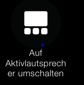 Auf
Aktivlautsprech
er umschalten